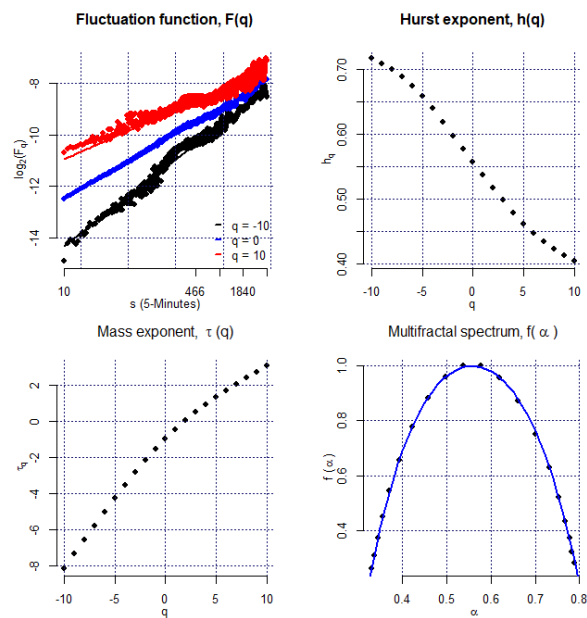 Fluctuation function, F(q)
log₂(Fq)
-8
-10
-12
-14
q = -10
q = 0
q = 10
10
466
1840
s (5-Minutes)
Hurst exponent, h(q)
hq
0.70
0.60
0.50
0.40
-10
-5
0
5
10
q
Mass exponent, τ (q)
τq
2
0
-2
-4
-6
-8
-10
-5
0
5
10
q
Multifractal spectrum, f( α )
f (α)
1.0
0.8
0.6
0.4
0.4
0.5
0.6
0.7
0.8
α